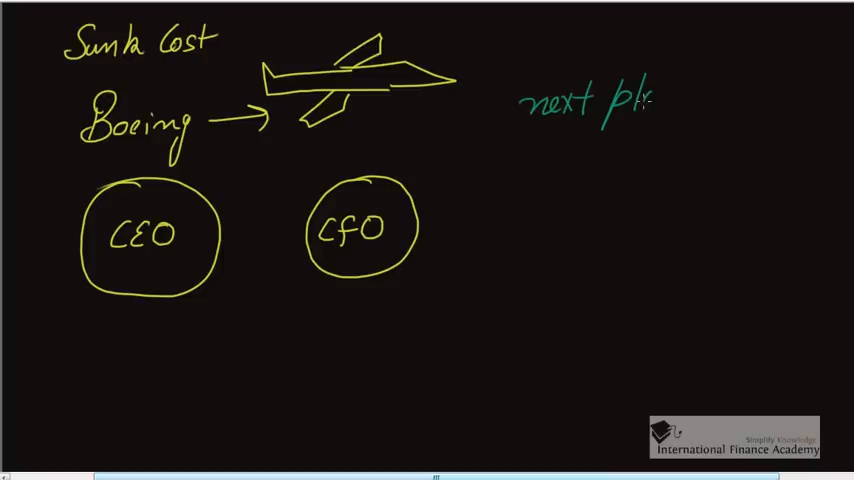 Sunk Cost
Boeing
next
CEO
CFO
Simplify Knowledge
International Finance Academy